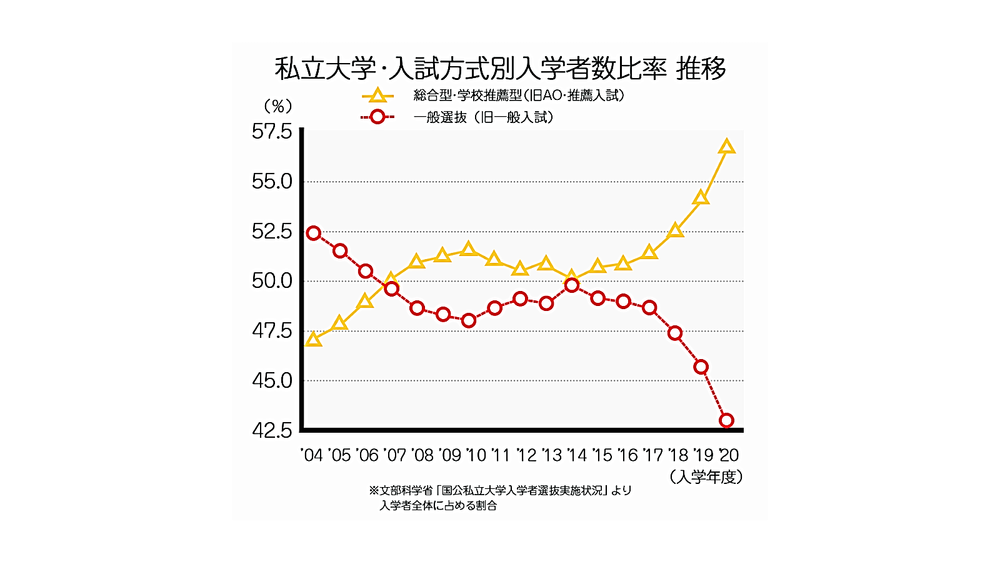 私立大学・入試方式別入学者数比率 推移
総合型・学校推薦型(旧AO・推薦入試)
一般選抜（旧一般入試）
(%)
57.5
55.0
52.5
50.0
47.5
45.0
42.5
'04 '05 '06 '07 '08 '09 '10 '11 '12 '13 '14 '15 '16 '17 '18 '19 '20
(入学年度)
※文部科学省「国公私立大学入学者選抜実施状況」より
入学者全体に占める割合